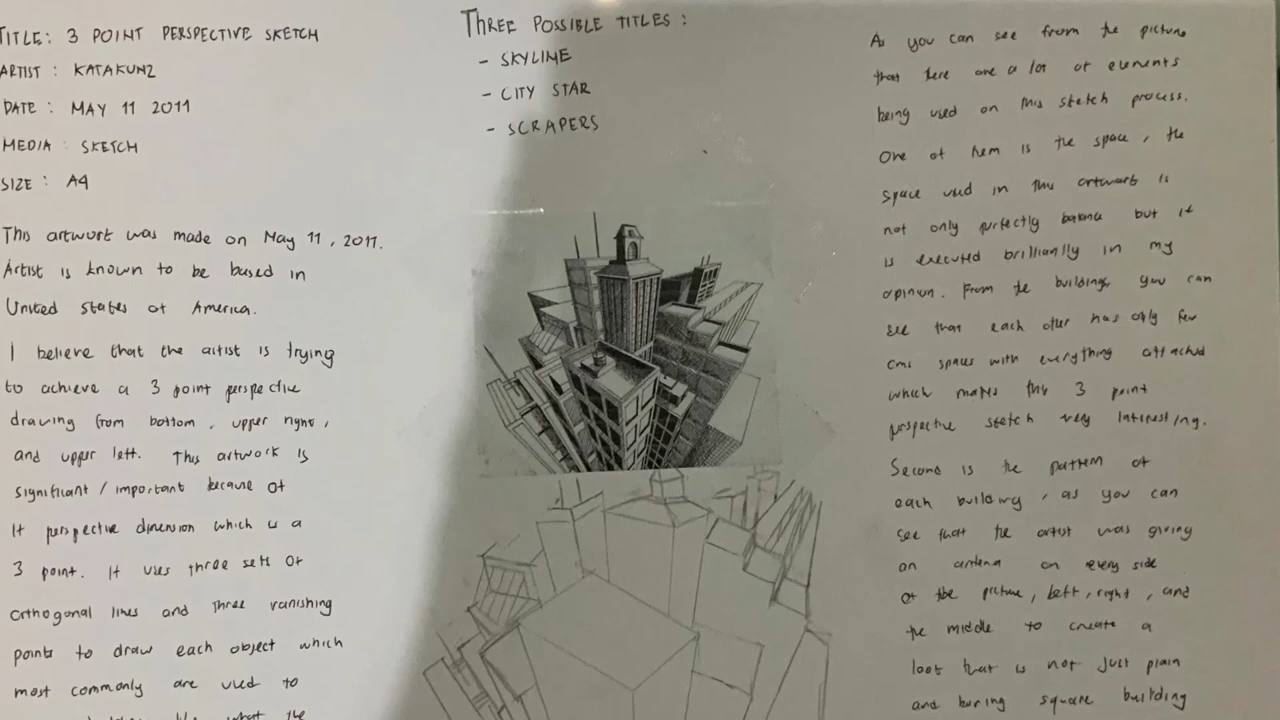 TITLE: 3 POINT PERSPECTIVE SKETCH
ARTIST : KATAKUNZ
DATE : MAY 11 2011
MEDIA : SKETCH
SIZE : A4
This artwork was made on May 11, 2011.
Artist is known to be based in
United States of America.
I believe that the artist is trying
to achieve a 3 point perspective
drawing from bottom, upper right,
and upper left. This artwork is
significant / important because of
It perspective dimension which is a
3 point. It uses three sets of
orthogonal lines and three vanishing
points to draw each object which
most commonly are used to
what the
THREE POSSIBLE TITLES :
- SKYLINE
- CITY STAR
- SCRAPERS
As you can see from the picture
that there are a lot of elements
being used on this sketch process.
One of them is the space, the
space used in this artwork is
not only perfectly balance but it
is executed brilliantly in my
opinion. From the buildings you can
see that each other has only few
cms spaces with everything attached
which makes this 3 point
perspective sketch very interesting.
Second is the pattern of
each building, as you can
see that the artist was giving
an antena on every side
of the picture, left, right, and
the middle to create a
look that is not just plain
and boring square building